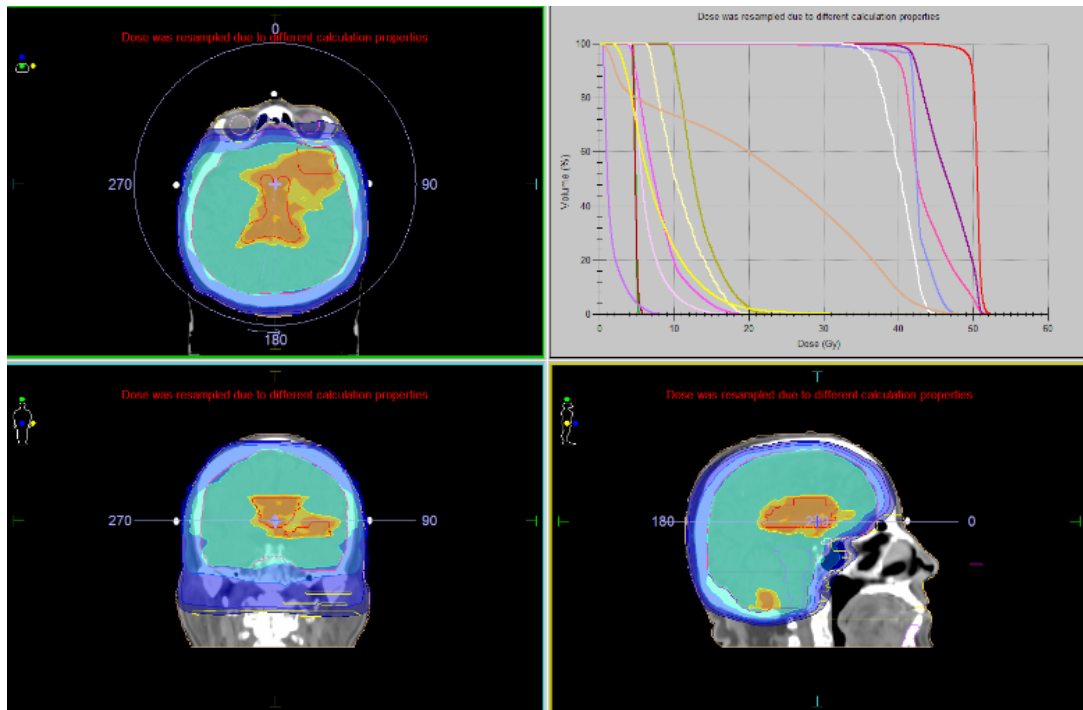 Dose was resampled due to different calculation properties
0
270
90
180
Dose was resampled due to different calculation properties
Volume (%)
100
80
60
40
20
0
0 10 20 30 40 50 60
Dose (Gy)
Dose was resampled due to different calculation properties
270
90
Dose was resampled due to different calculation properties
180
0